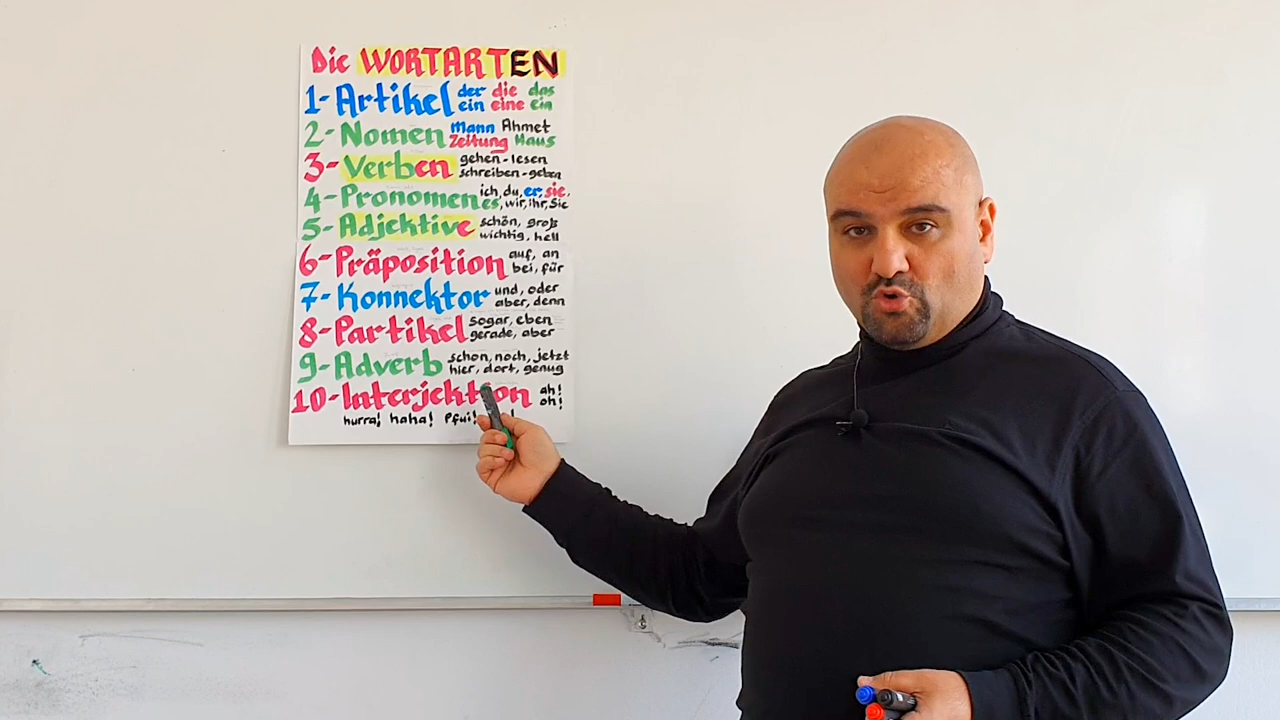 Die WORTARTEN
1-Artikel der die das
ein eine ein
2-Nomen Mann Ahmet
Zeitung Haus
3-Verben gehen-lesen
schreiben-geben
4-Pronomen ich, du, er, sie,
es, wir, ihr, Sie
5-Adjektive schön, groß
wichtig, hell
6-Präposition auf, an
bei, für
7-Konnektor und, oder
aber, denn
8-Partikel sogar, eben
gerade, aber
9-Adverb schon, noch, jetzt
hier, dort, genug
10-Interjektion ah!
oh!
hurra! haha! Pfui!